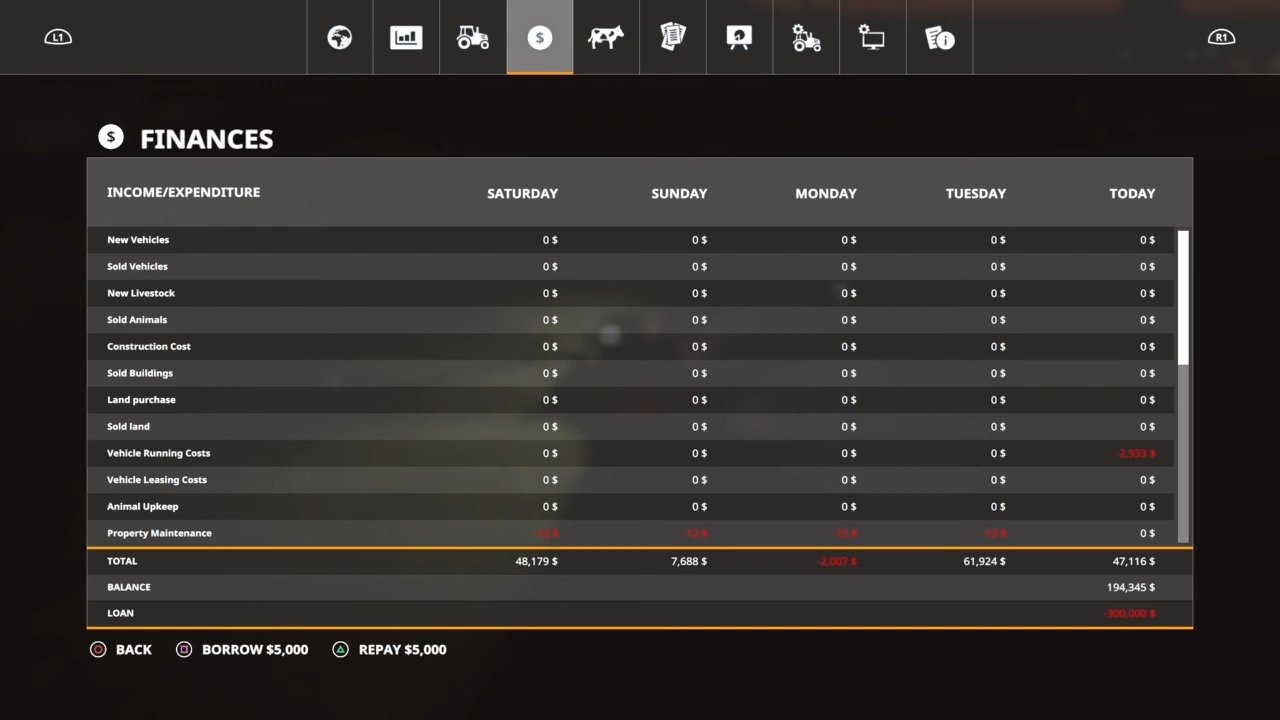 L1 $ R1
$ FINANCES
INCOME/EXPENDITURE SATURDAY SUNDAY MONDAY TUESDAY TODAY
New Vehicles 0 $ 0 $ 0 $ 0 $ 0 $
Sold Vehicles 0 $ 0 $ 0 $ 0 $ 0 $
New Livestock 0 $ 0 $ 0 $ 0 $ 0 $
Sold Animals 0 $ 0 $ 0 $ 0 $ 0 $
Construction Cost 0 $ 0 $ 0 $ 0 $ 0 $
Sold Buildings 0 $ 0 $ 0 $ 0 $ 0 $
Land purchase 0 $ 0 $ 0 $ 0 $ 0 $
Sold land 0 $ 0 $ 0 $ 0 $ 0 $
Vehicle Running Costs 0 $ 0 $ 0 $ 0 $ -2,933 $
Vehicle Leasing Costs 0 $ 0 $ 0 $ 0 $ 0 $
Animal Upkeep 0 $ 0 $ 0 $ 0 $ 0 $
Property Maintenance -12 $ -12 $ -12 $ -12 $ 0 $
TOTAL 48,179 $ 7,688 $ -2,007 $ 61,924 $ 47,116 $
BALANCE 194,345 $
LOAN -300,000 $
BACK BORROW $5,000 REPAY $5,000